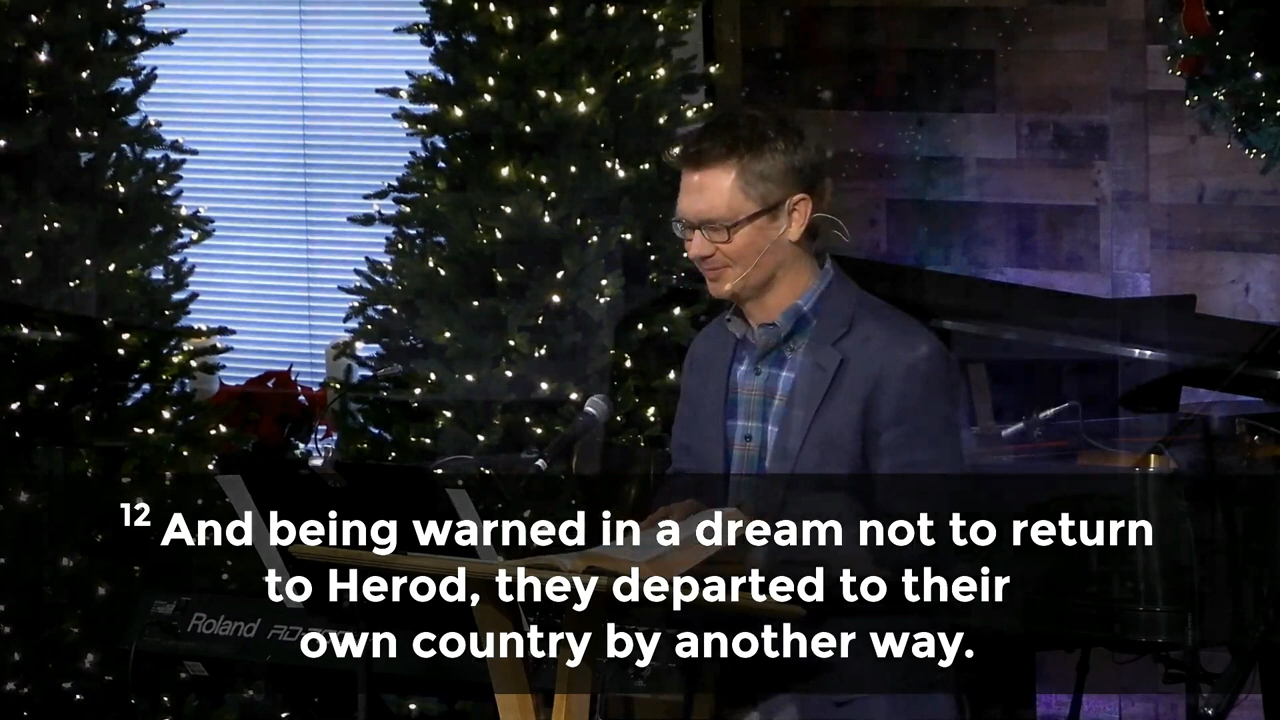 12 And being warned in a dream not to return
to Herod, they departed to their
own country by another way.
Roland